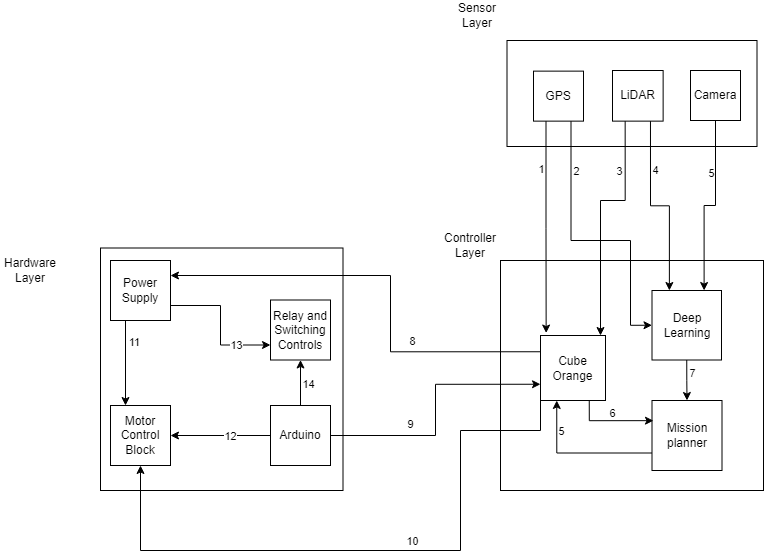 Sensor
Layer
GPS
LiDAR
Camera
1
2
3
4
5
Controller
Layer
Hardware
Layer
Power
Supply
Relay and
Switching
Controls
Deep
Learning
11
13
8
Cube
Orange
7
14
Motor
Control
Block
12
Arduino
9
6
5
Mission
planner
10